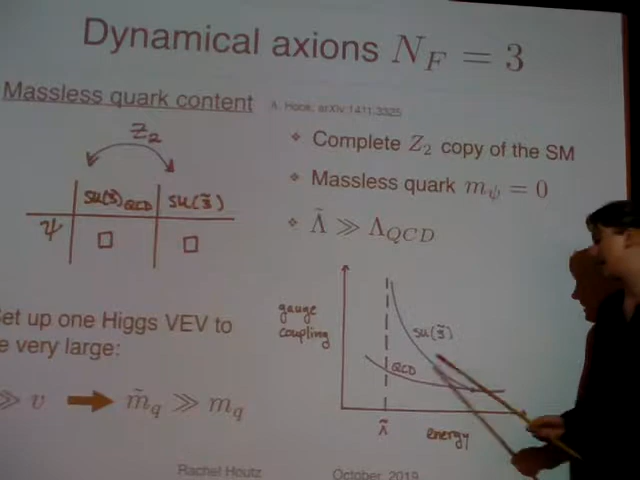 Dynamical axions N_F = 3
Massless quark content
A. Hook, arXiv:1411.3325
Z₂
SU(3)_QCD SU(3̃)
ψ □ □
❖ Complete Z₂ copy of the SM
❖ Massless quark m_ψ = 0
❖ Λ̃ ≫ Λ_QCD
et up one Higgs VEV to
e very large:
≫ v ➡ m̃_q ≫ m_q
gauge
coupling
SU(3̃)
QCD
Λ̃
energy
Rachel Houtz
October, 2019